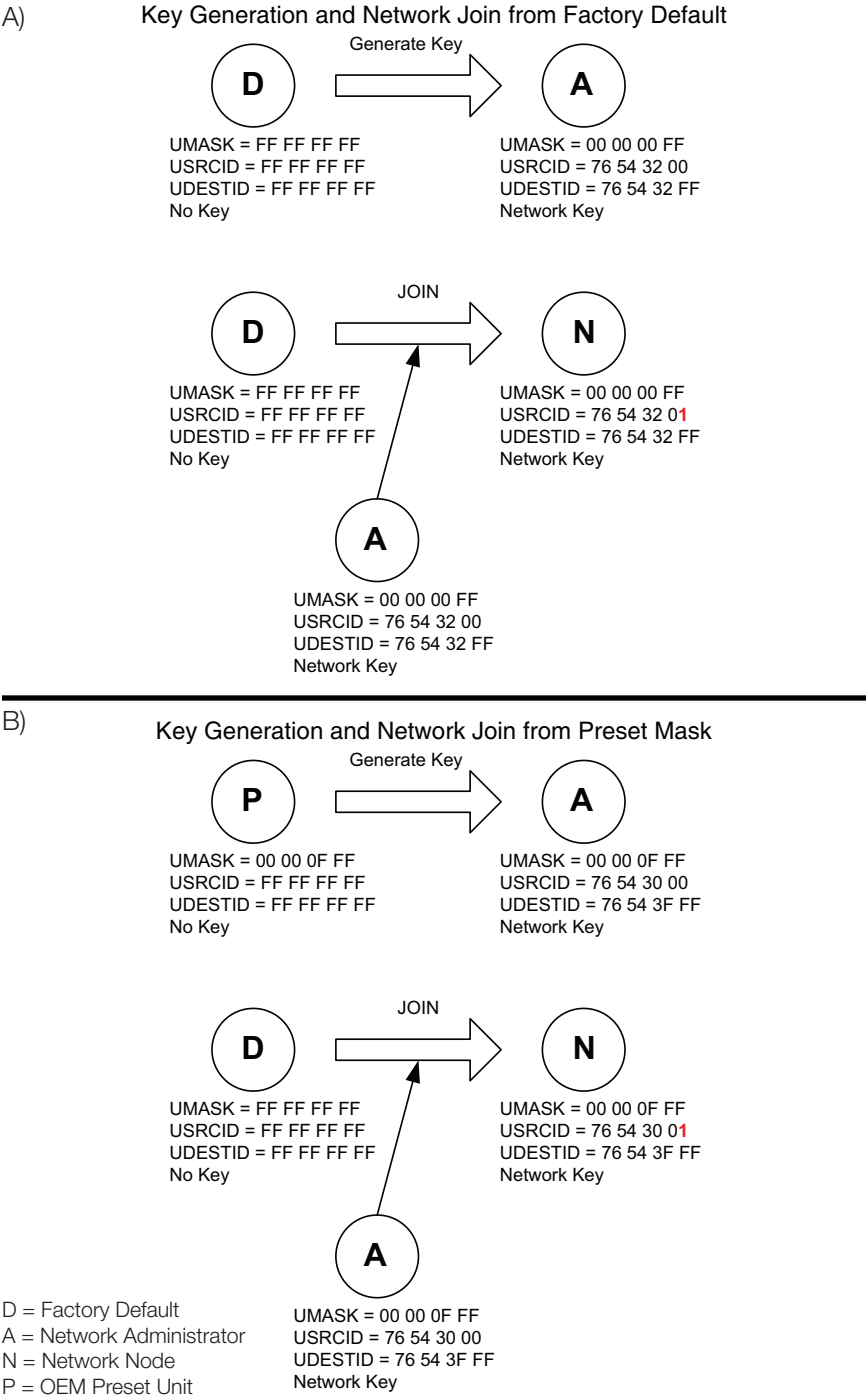 A)
Key Generation and Network Join from Factory Default
Generate Key
D
A
UMASK = FF FF FF FF
USRCID = FF FF FF FF
UDESTID = FF FF FF FF
No Key
UMASK = 00 00 00 FF
USRCID = 76 54 32 00
UDESTID = 76 54 32 FF
Network Key
JOIN
D
N
UMASK = FF FF FF FF
USRCID = FF FF FF FF
UDESTID = FF FF FF FF
No Key
UMASK = 00 00 00 FF
USRCID = 76 54 32 01
UDESTID = 76 54 32 FF
Network Key
A
UMASK = 00 00 00 FF
USRCID = 76 54 32 00
UDESTID = 76 54 32 FF
Network Key
B)
Key Generation and Network Join from Preset Mask
Generate Key
P
A
UMASK = 00 00 0F FF
USRCID = FF FF FF FF
UDESTID = FF FF FF FF
No Key
UMASK = 00 00 0F FF
USRCID = 76 54 30 00
UDESTID = 76 54 3F FF
Network Key
JOIN
D
N
UMASK = FF FF FF FF
USRCID = FF FF FF FF
UDESTID = FF FF FF FF
No Key
UMASK = 00 00 0F FF
USRCID = 76 54 30 01
UDESTID = 76 54 3F FF
Network Key
A
UMASK = 00 00 0F FF
USRCID = 76 54 30 00
UDESTID = 76 54 3F FF
Network Key
D = Factory Default
A = Network Administrator
N = Network Node
P = OEM Preset Unit